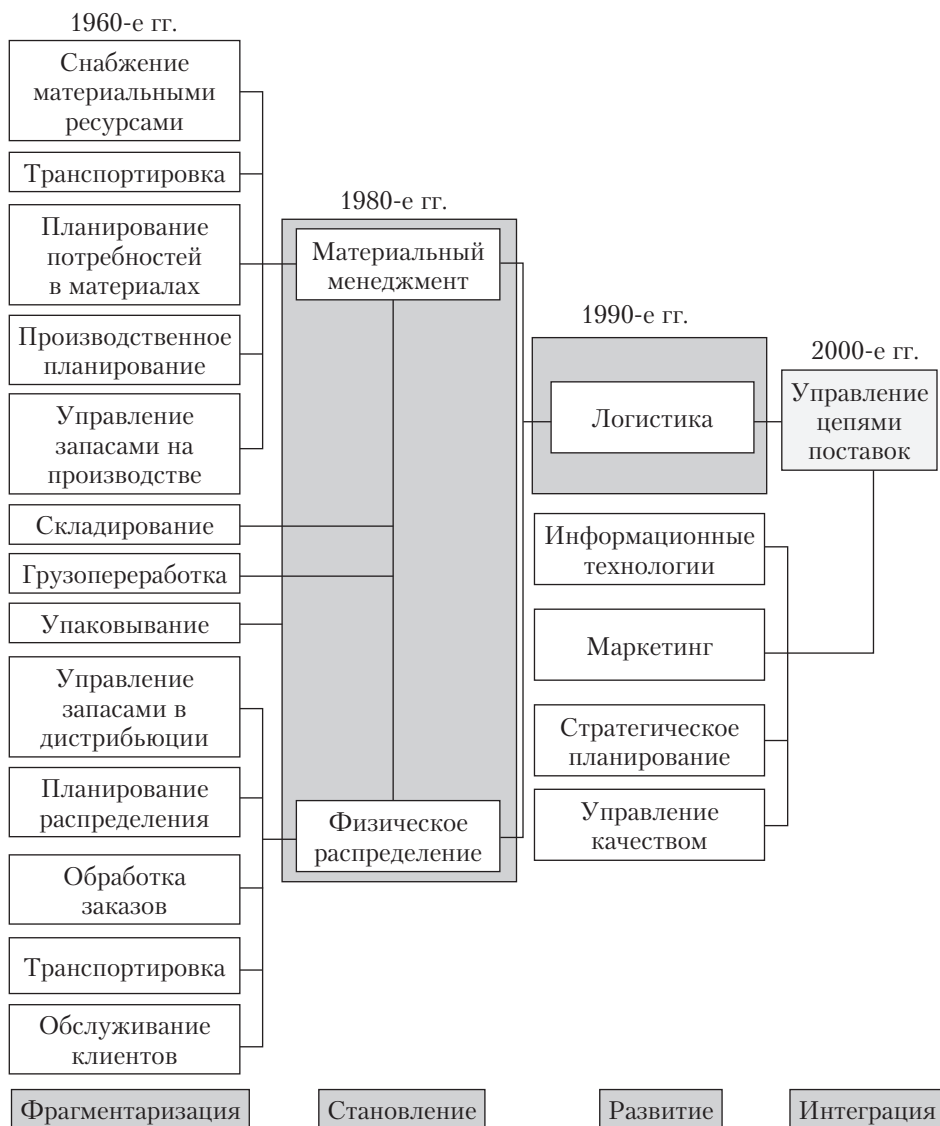 1960-е гг.
Снабжение
материальными
ресурсами
Транспортировка
Планирование
потребностей
в материалах
Производственное
планирование
Управление
запасами на
производстве
Складирование
Грузопереработка
Упаковывание
Управление
запасами в
дистрибьюции
Планирование
распределения
Обработка
заказов
Транспортировка
Обслуживание
клиентов
1980-е гг.
Материальный
менеджмент
Физическое
распределение
1990-е гг.
Логистика
Информационные
технологии
Маркетинг
Стратегическое
планирование
Управление
качеством
2000-е гг.
Управление
цепями
поставок
Фрагментаризация
Становление
Развитие
Интеграция